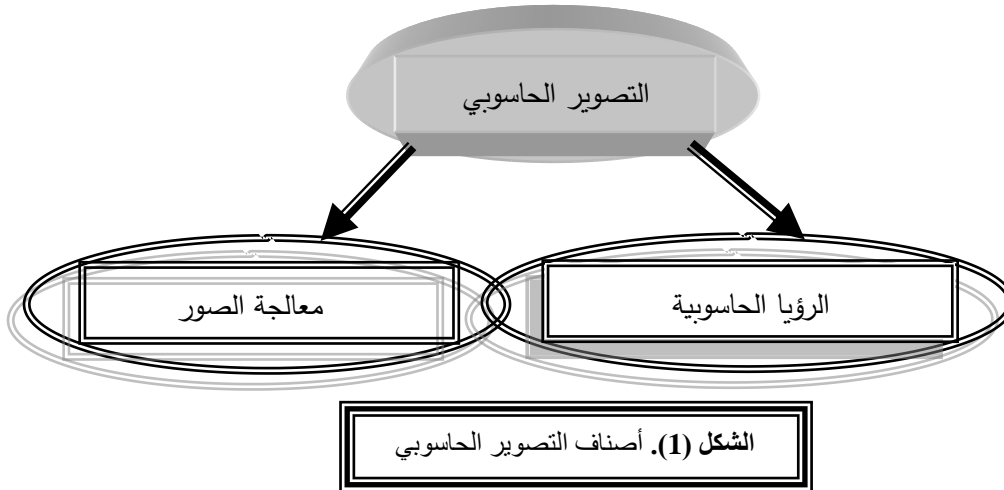 التصوير الحاسوبي
الرؤيا الحاسوبية
معالجة الصور
الشكل (1). أصناف التصوير الحاسوبي